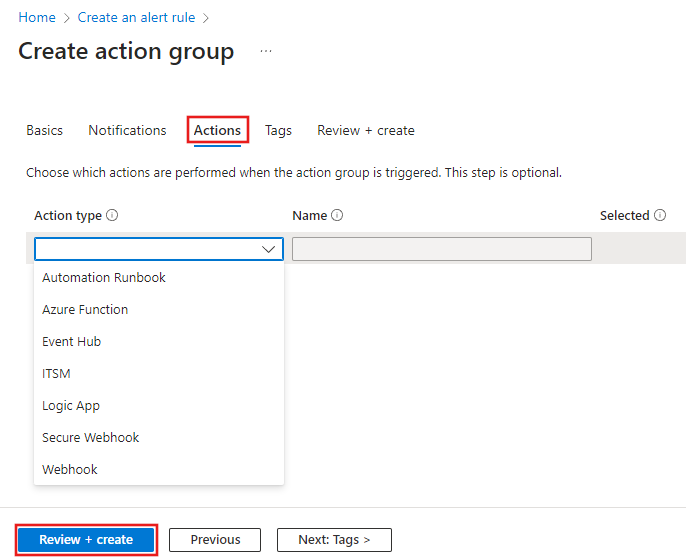 Home > Create an alert rule >
Create action group ...
Basics Notifications Actions Tags Review + create
Choose which actions are performed when the action group is triggered. This step is optional.
Action type Name Selected
Automation Runbook
Azure Function
Event Hub
ITSM
Logic App
Secure Webhook
Webhook
Review + create Previous Next: Tags >